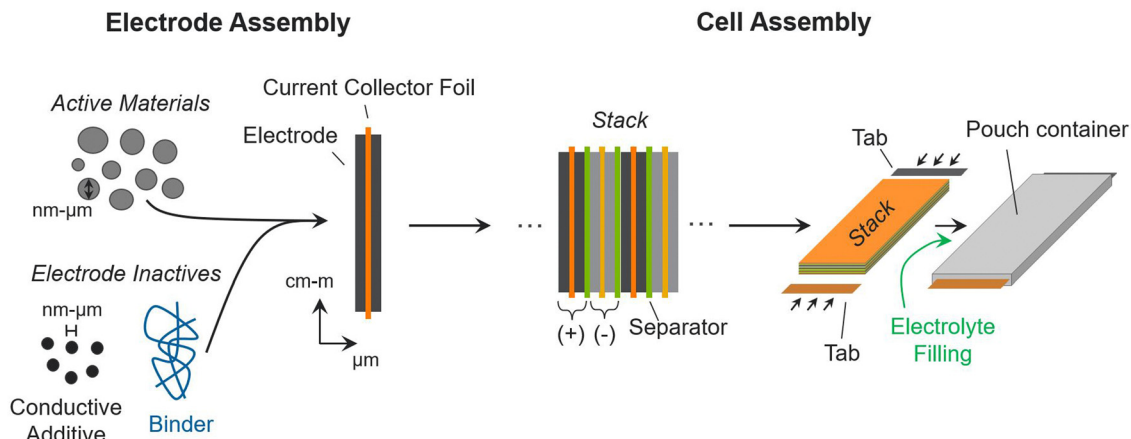 Electrode Assembly
Active Materials
nm-μm
Electrode Inactives
nm-μm
Conductive
Additive
Binder
Current Collector Foil
Electrode
cm-m
μm
Cell Assembly
Stack
...
...
(+) (-)
Separator
Tab
Stack
Tab
Pouch container
Electrolyte
Filling